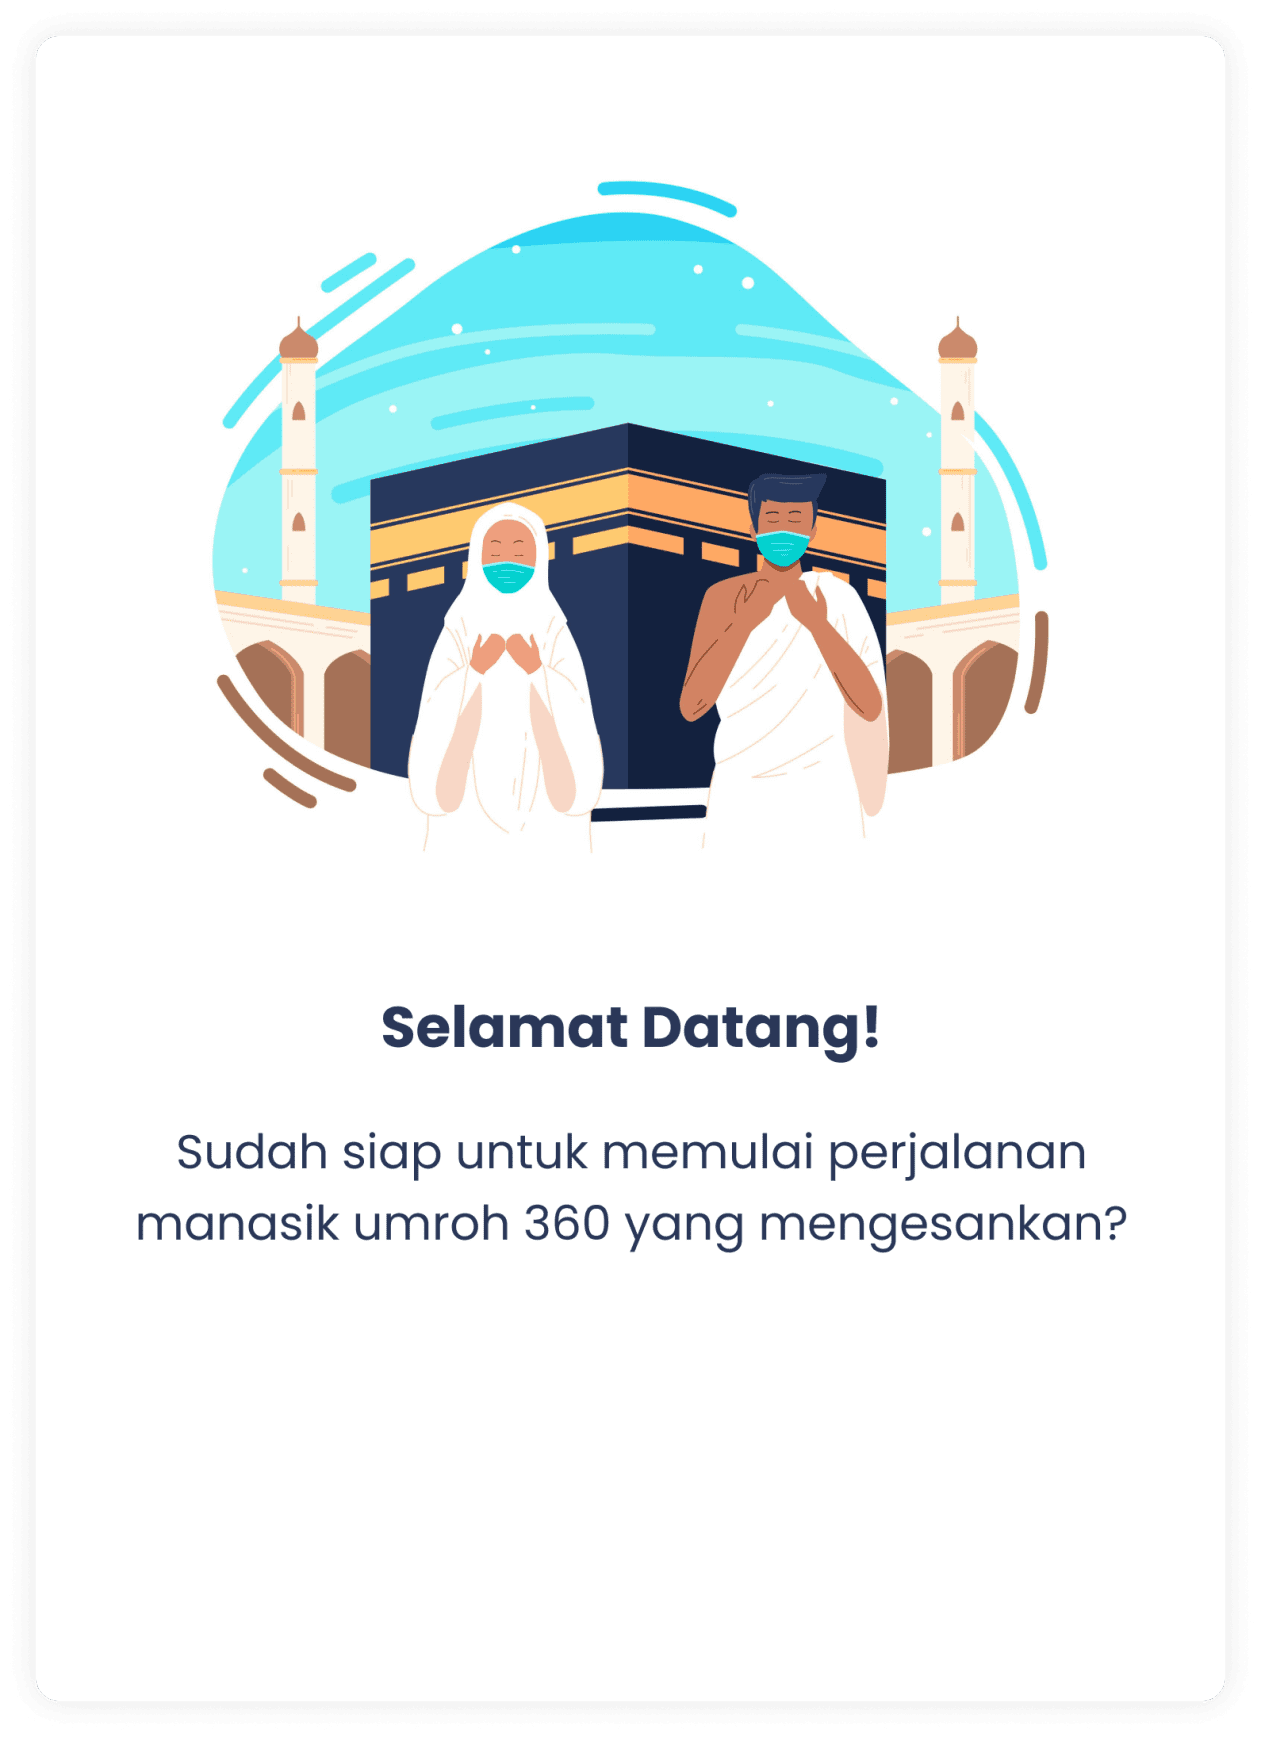 Selamat Datang!
Sudah siap untuk memulai perjalanan
manasik umroh 360 yang mengesankan?